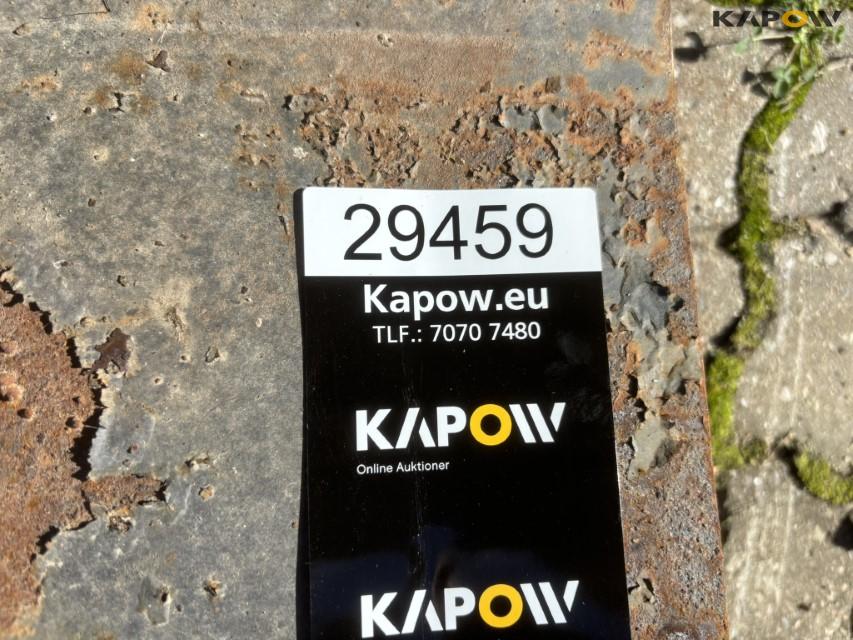 KAPOW
29459
Kapow.eu
TLF.: 7070 7480
KAPOW
Online Auktioner
KAPOW